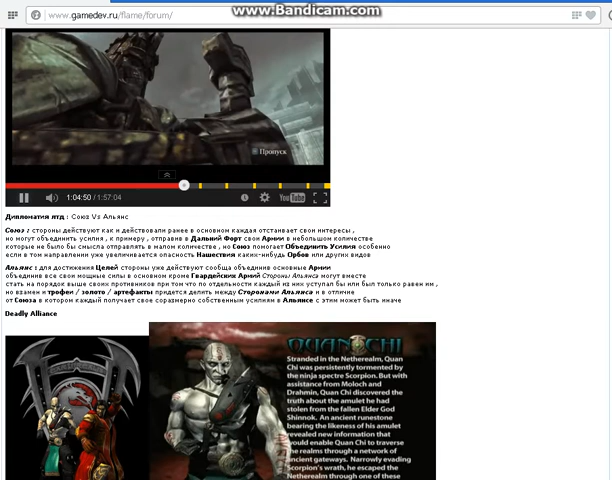 www.Bandicam.com
www.gamedev.ru/flame/forum/
Пропуск
1:04:50 / 1:57:04
YouTube
Дипломатия лтд : Союз Vs Альянс
Союз : стороны действуют как и действовали ранее в основном каждая отстаивает свои интересы ,
но могут объединить усилия , к примеру , отправив в Дальний Форт свои Армии в небольшом количестве
которые не было бы смысла отправлять в малом количестве , но Союз помогает Объединить Усилия особенно
если в том направлении уже увеличивается опасность Нашествия каких-нибудь Орбов или других видов
Альянс : для достижения Целей стороны уже действуют сообща объединив основные Армии
объединив все свои мощные силы в основном кроме Гвардейских Армий Стороны Альянса могут вместе
стать на порядок выше своих противников при том что по отдельности каждый из них уступал бы или был только равен им ,
но взамен и трофеи / золото / артефакты придется делить между Сторонами Альянса и в отличие
от Союза в котором каждый получает свое соразмерно собственным усилиям в Альянсе с этим может быть иначе
Deadly Alliance
QUAN CHI
Stranded in the Netherealm, Quan
Chi was persistently tormented by
the ninja spectre Scorpion. But with
assistance from Moloch and
Drahmin, Quan Chi discovered the
truth about the amulet he had
stolen from the fallen Elder God
Shinnok. An ancient runestone
bearing the likeness of his amulet
revealed new information that
would enable Quan Chi to traverse
the realms through a network of
ancient gateways. Narrowly evading
Scorpion's wrath, he escaped the
Netherealm through one of these